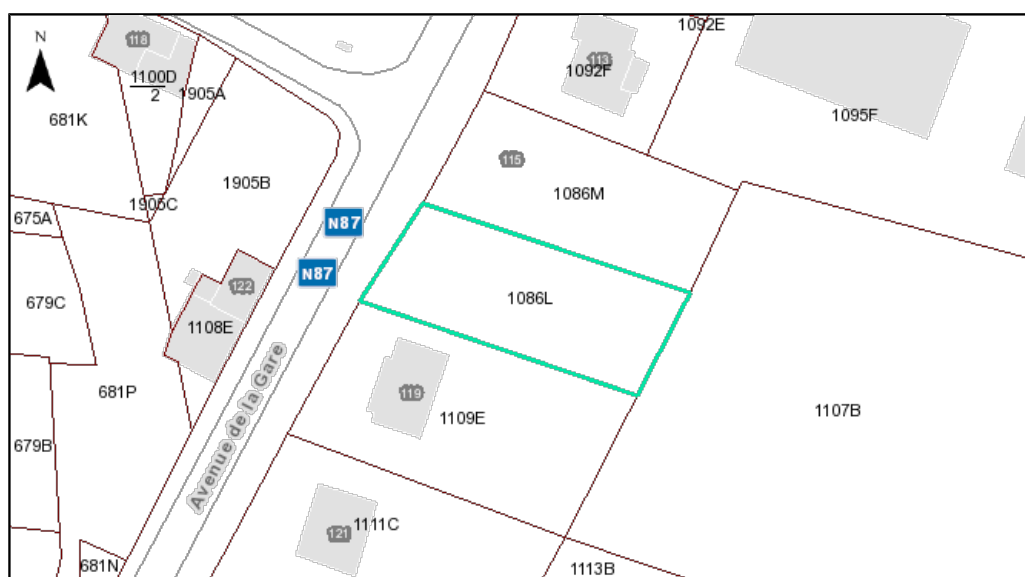 1092E
N
118
113
1092F
1100D
2
1905A
1095F
681K
115
1905B
1086M
1905C
675A
N87
N87
122
1086L
679C
1108E
681P
119
1107B
1109E
679B
Avenue de la Gare
121
1111C
681N
1113B